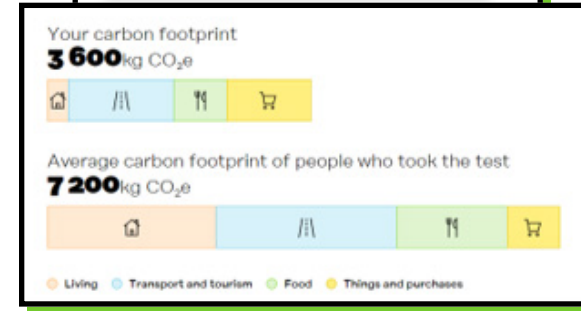 Your carbon footprint
3 600kg CO₂e
Average carbon footprint of people who took the test
7 200kg CO₂e
Living Transport and tourism Food Things and purchases